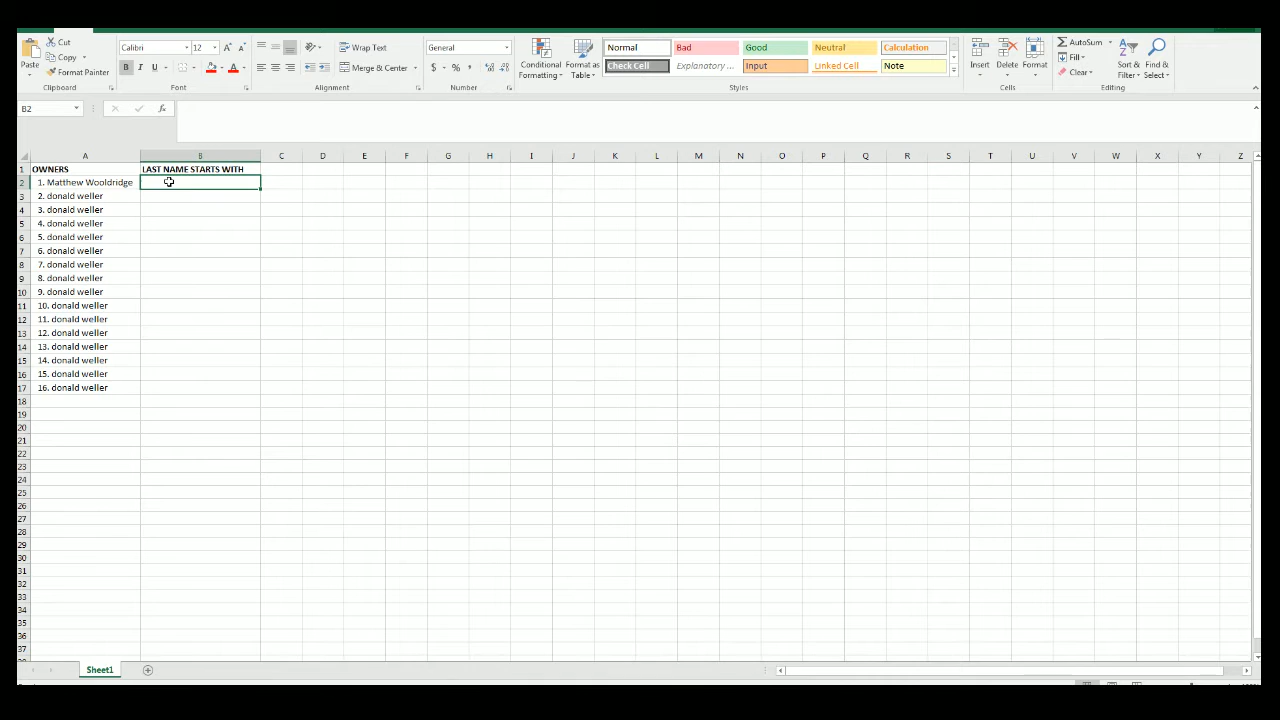 Cut
Copy
Format Painter
Paste
Clipboard
Calibri 12 A A
B I U A
Font
Wrap Text
Merge & Center
Alignment
General
$ % ,
Number
Conditional Formatting
Format as Table
Normal Bad Good Neutral Calculation
Check Cell Explanatory ... Input Linked Cell Note
Styles
Insert Delete Format
Cells
AutoSum
Fill
Clear
Sort & Filter
Find & Select
Editing
B2 fx
A B C D E F G H I J K L M N O P Q R S T U V W X Y Z
1 OWNERS LAST NAME STARTS WITH
2 1. Matthew Wooldridge
3 2. donald weller
4 3. donald weller
5 4. donald weller
6 5. donald weller
7 6. donald weller
8 7. donald weller
9 8. donald weller
10 9. donald weller
11 10. donald weller
12 11. donald weller
13 12. donald weller
14 13. donald weller
15 14. donald weller
16 15. donald weller
17 16. donald weller
18
19
20
21
22
23
24
25
26
27
28
29
30
31
32
33
34
35
36
37
Sheet1